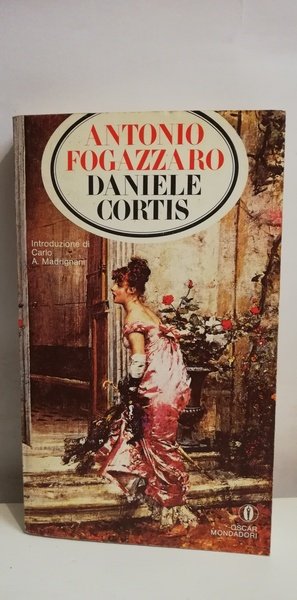 ANTONIO
FOGAZZARO
DANIELE
CORTIS
Introduzione di
Carlo
A. Madrignani
OSCAR
MONDADORI